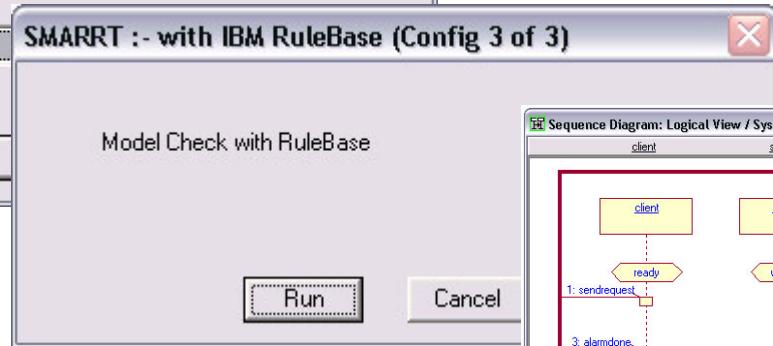 SMARRT :- with IBM RuleBase (Config 3 of 3)
Model Check with RuleBase
Run
Cancel
Sequence Diagram: Logical View / Sys
client
client
ready
1: sendrequest
3: alarmdone